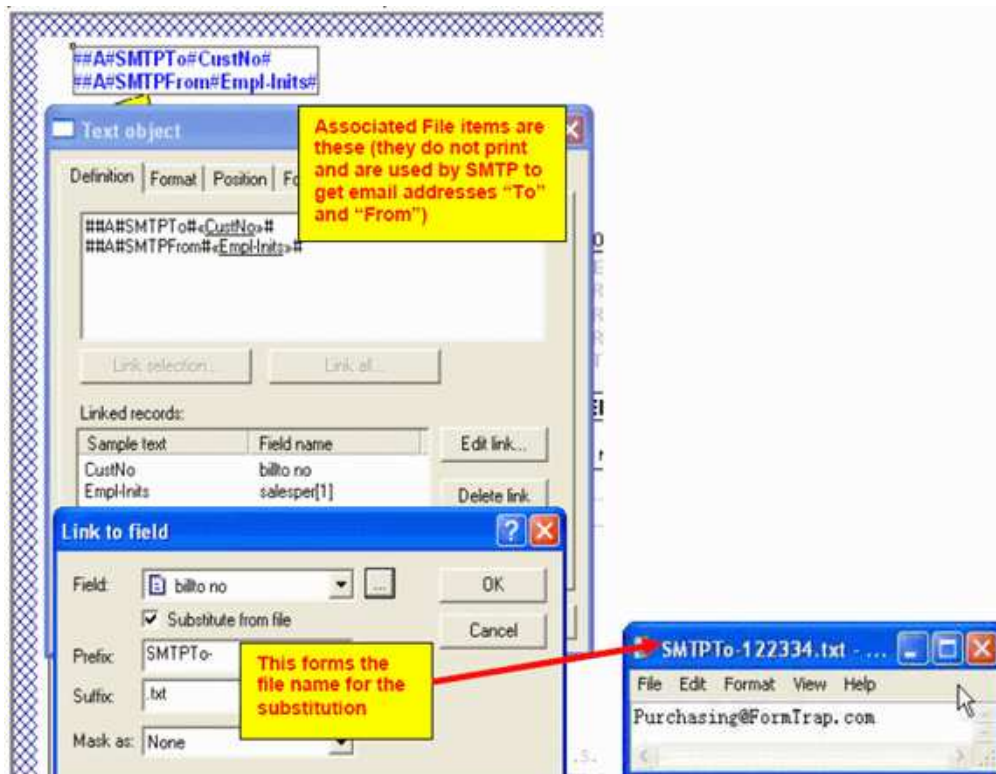 ##A#SMTPTo#CustNo#
##A#SMTPFrom#Empl-Inits#
Text object
Associated File items are
these (they do not print
and are used by SMTP to
get email addresses “To”
and “From”)
Definition Format Position
##A#SMTPTo#«CustNo»#
##A#SMTPFrom#«Empl-Inits»#
Link selection... Link all...
Linked records:
Sample text Field name
CustNo billto no
Empl-Inits salesper[1]
Edit link...
Delete link
Link to field
Field: billto no ... OK
Substitute from file
Cancel
Prefix: SMTPTo-
Suffix: .txt
Mask as: None
This forms the
file name for the
substitution
SMTPTo-122334.txt - ...
File Edit Format View Help
Purchasing@FormTrap.com